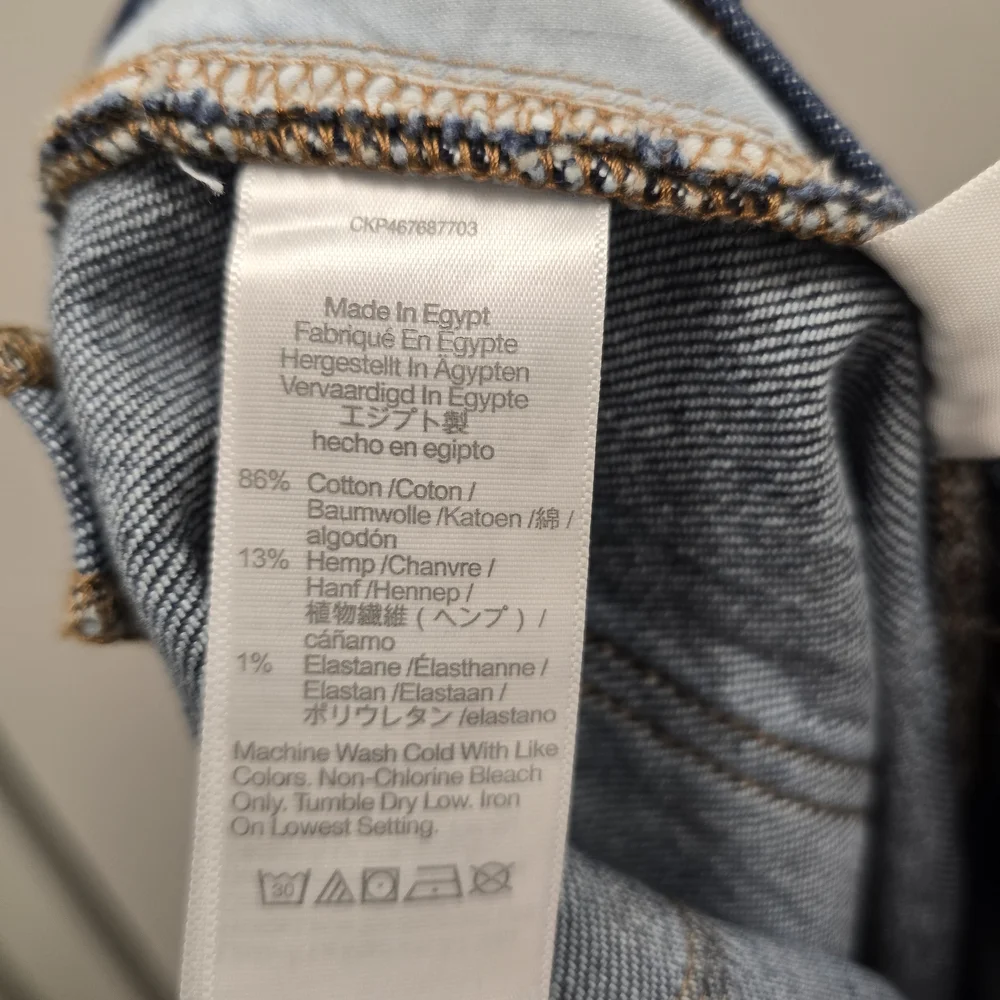 CKP467687703
Made In Egypt
Fabriqué En Egypte
Hergestellt In Ägypten
Vervaardigd In Egypte
エジプト製
hecho en egipto
86% Cotton /Coton /
Baumwolle /Katoen /綿 /
algodón
13% Hemp /Chanvre /
Hanf /Hennep /
植物繊維 ( ヘンプ ) /
cáñamo
1% Elastane /Élasthanne /
Elastan /Elastaan /
ポリウレタン /elastano
Machine Wash Cold With Like
Colors. Non-Chlorine Bleach
Only. Tumble Dry Low. Iron
On Lowest Setting.
30